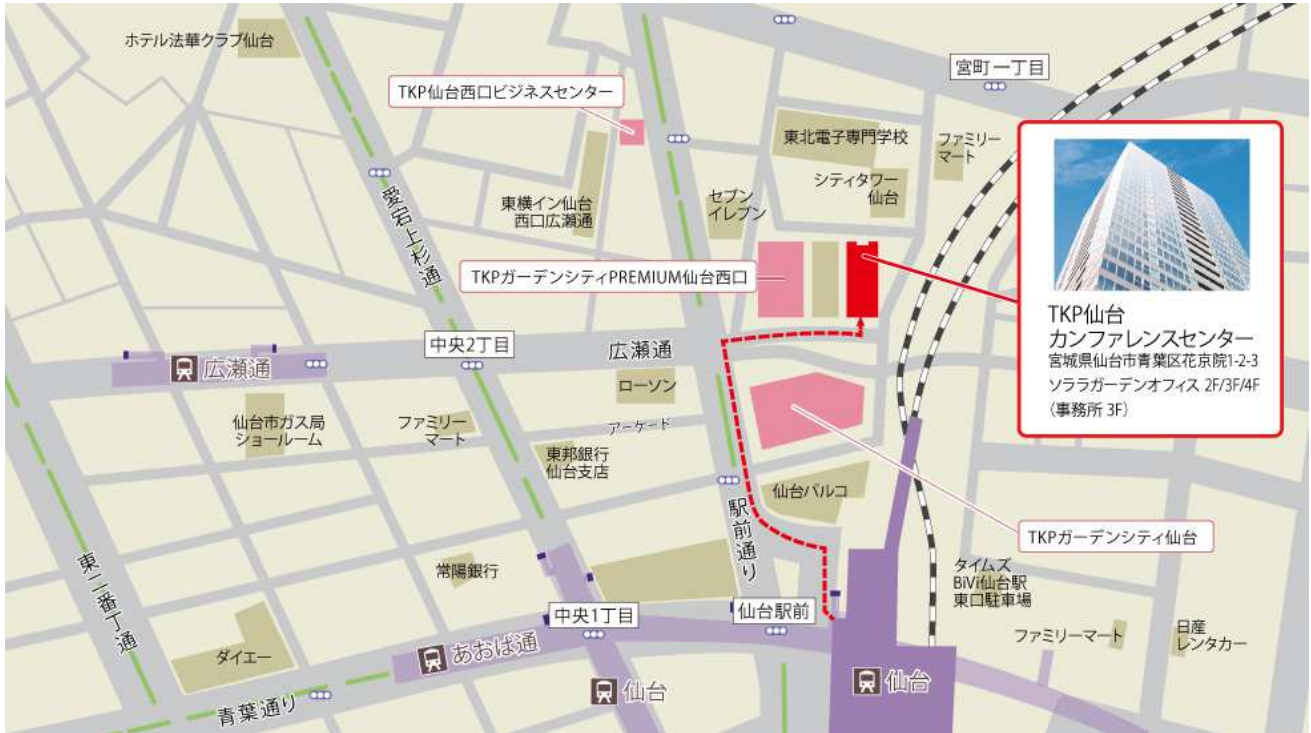 ホテル法華クラブ仙台
宮町一丁目
TKP仙台西口ビジネスセンター
東北電子専門学校
ファミリー
マート
シティタワー
仙台
セブン
イレブン
東横イン仙台
西口広瀬通
愛宕上杉通
TKPガーデンシティPREMIUM仙台西口
TKP仙台
カンファレンスセンター
宮城県仙台市青葉区花京院1-2-3
ソララガーデンオフィス 2F/3F/4F
（事務所 3F）
中央2丁目
広瀬通
広瀬通
ローソン
仙台市ガス局
ショールーム
ファミリー
マート
アーケード
東邦銀行
仙台支店
仙台パルコ
駅前通り
TKPガーデンシティ仙台
東二番丁通
常陽銀行
タイムズ
BiVi仙台駅
東口駐車場
中央1丁目
仙台駅前
ファミリーマート
日産
レンタカー
ダイエー
あおば通
仙台
仙台
青葉通り